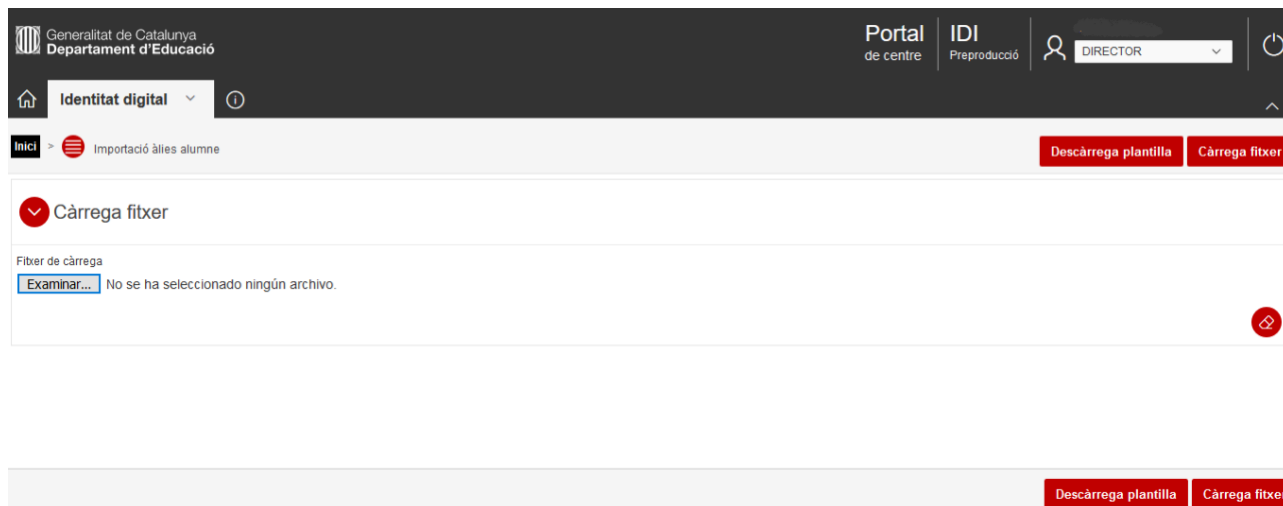 Generalitat de Catalunya
Departament d'Educació
Portal
de centre
IDI
Preproducció
DIRECTOR
Identitat digital
Inici > Importació àlies alumne
Descàrrega plantilla
Càrrega fitxer
Càrrega fitxer
Fitxer de càrrega
Examinar... No se ha seleccionado ningún archivo.
Descàrrega plantilla
Càrrega fitxer